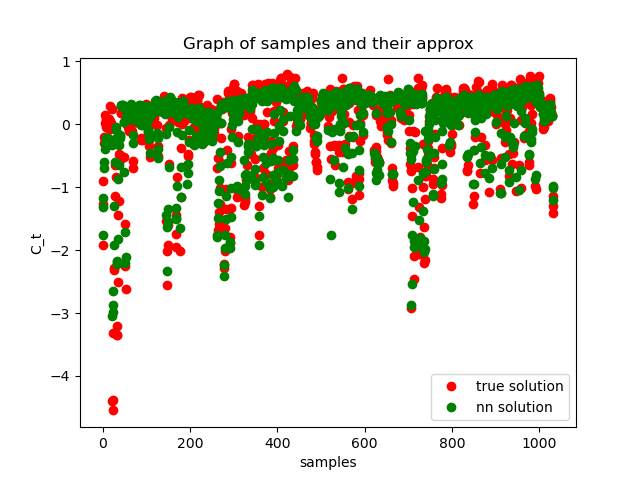 Graph of samples and their approx
C_t
1
0
−1
−2
−3
−4
0
200
400
600
800
1000
samples
true solution
nn solution